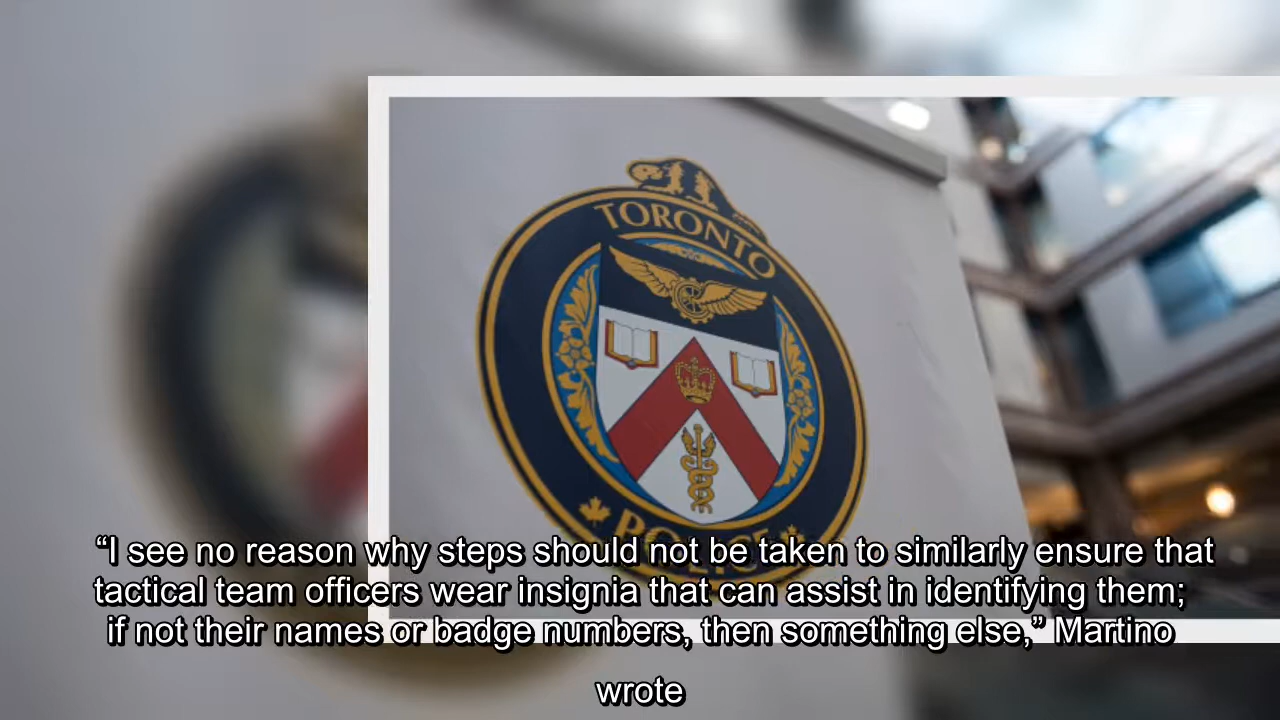 TORONTO
POLICE
“I see no reason why steps should not be taken to similarly ensure that
tactical team officers wear insignia that can assist in identifying them;
if not their names or badge numbers, then something else,” Martino
wrote